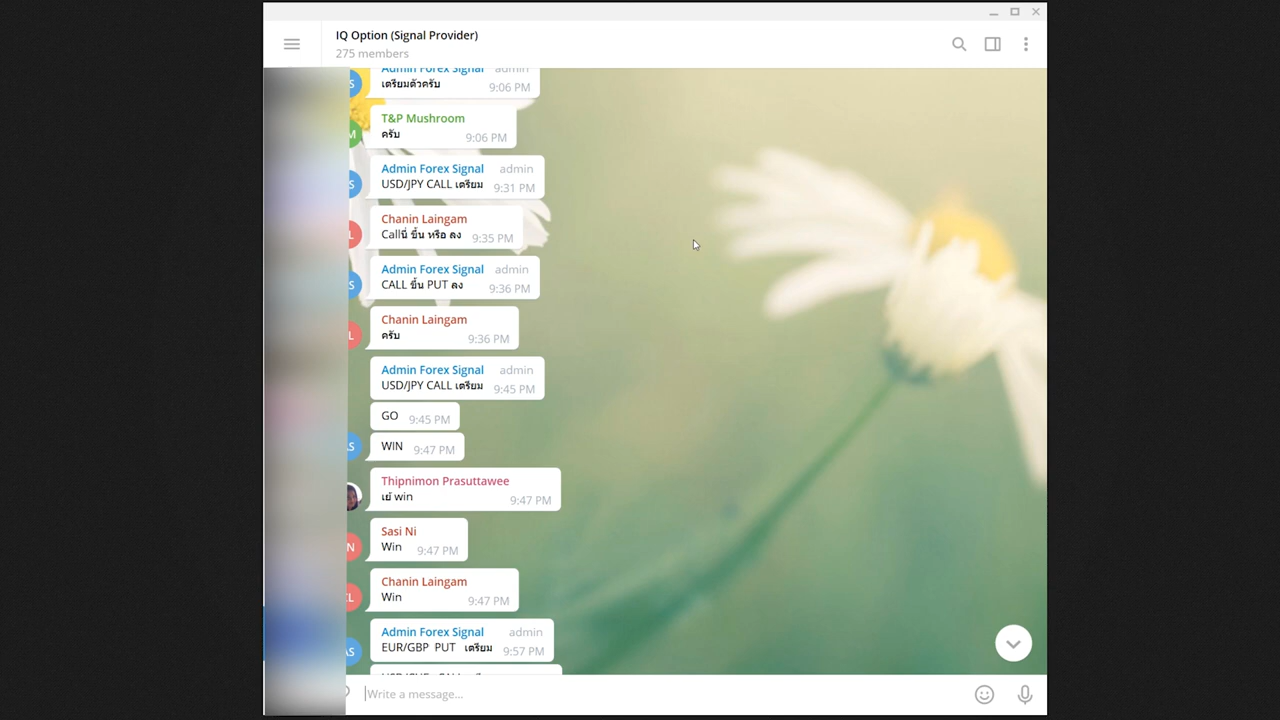 IQ Option (Signal Provider)
275 members
Admin Forex Signal admin
เตรียมตัวครับ 9:06 PM
T&P Mushroom
ครับ 9:06 PM
Admin Forex Signal admin
USD/JPY CALL เตรียม 9:31 PM
Chanin Laingam
Callนี่ ขึ้น หรือ ลง 9:35 PM
Admin Forex Signal admin
CALL ขึ้น PUT ลง 9:36 PM
Chanin Laingam
ครับ 9:36 PM
Admin Forex Signal admin
USD/JPY CALL เตรียม 9:45 PM
GO 9:45 PM
WIN 9:47 PM
Thipnimon Prasuttawee
เย้ win 9:47 PM
Sasi Ni
Win 9:47 PM
Chanin Laingam
Win 9:47 PM
Admin Forex Signal admin
EUR/GBP PUT เตรียม 9:57 PM
Write a message...